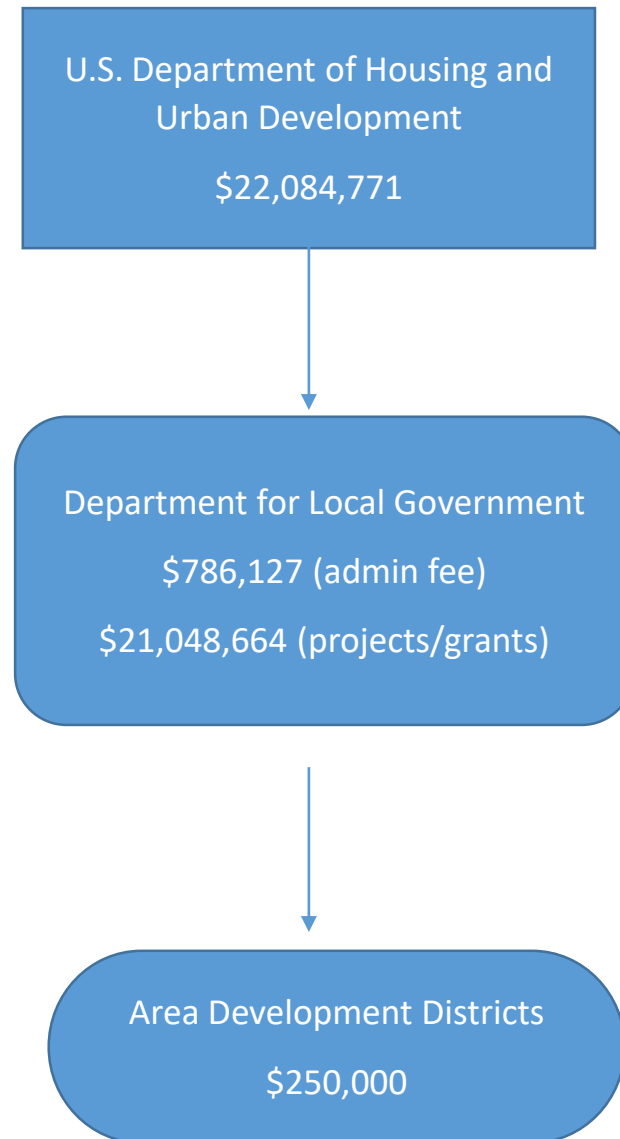 U.S. Department of Housing and
Urban Development
$22,084,771
Department for Local Government
$786,127 (admin fee)
$21,048,664 (projects/grants)
Area Development Districts
$250,000